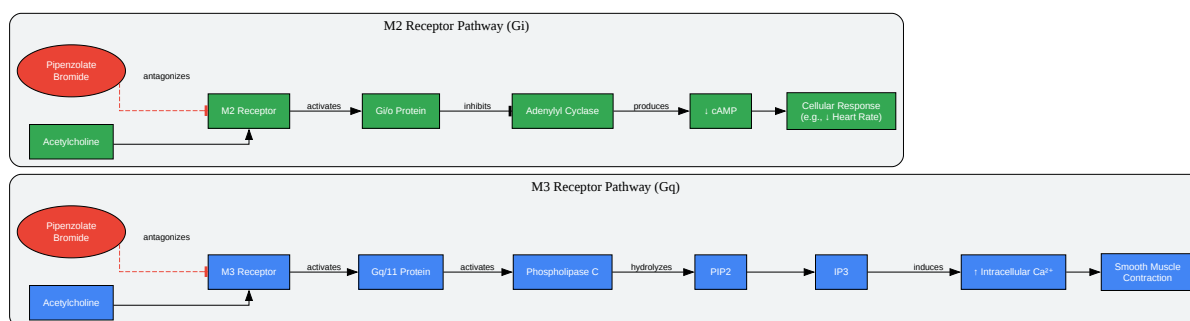 M2 Receptor Pathway (Gi)
Pipenzolate
Bromide
antagonizes
M2 Receptor
activates
Gi/o Protein
inhibits
Adenylyl Cyclase
produces
↓ cAMP
Cellular Response
(e.g., ↓ Heart Rate)
Acetylcholine
M3 Receptor Pathway (Gq)
Pipenzolate
Bromide
antagonizes
M3 Receptor
activates
Gq/11 Protein
activates
Phospholipase C
hydrolyzes
PIP2
IP3
induces
↑ Intracellular Ca²⁺
Smooth Muscle
Contraction
Acetylcholine